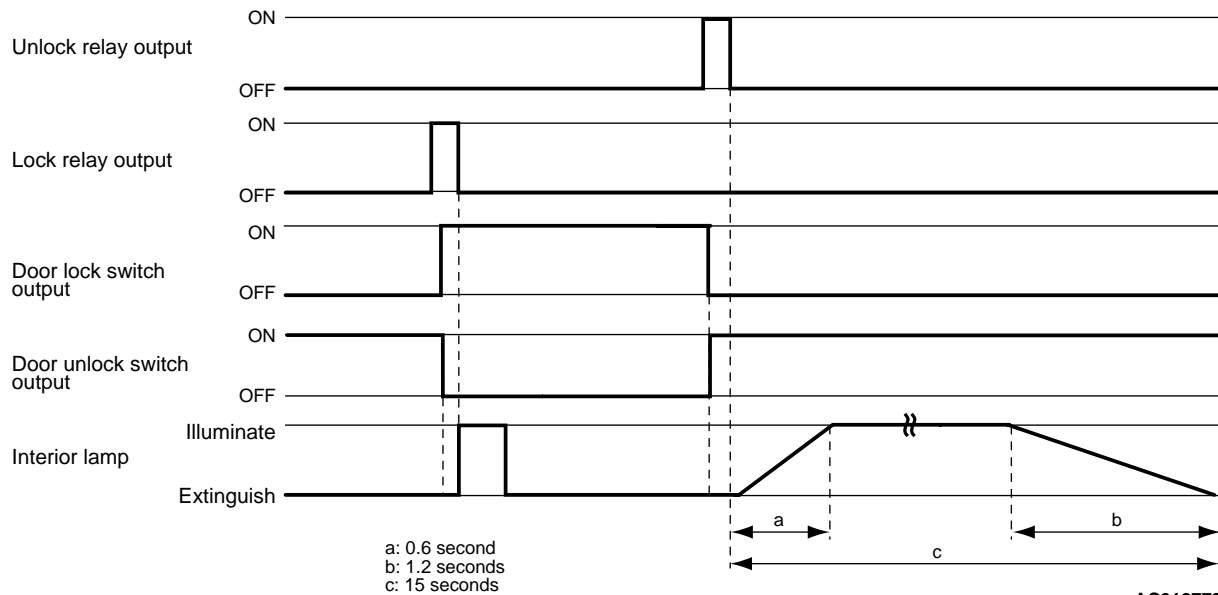 ON
Unlock relay output
OFF
ON
Lock relay output
OFF
ON
Door lock switch
output
OFF
ON
Door unlock switch
output
OFF
Illuminate
Interior lamp
Extinguish
a
b
c
a: 0.6 second
b: 1.2 seconds
c: 15 seconds